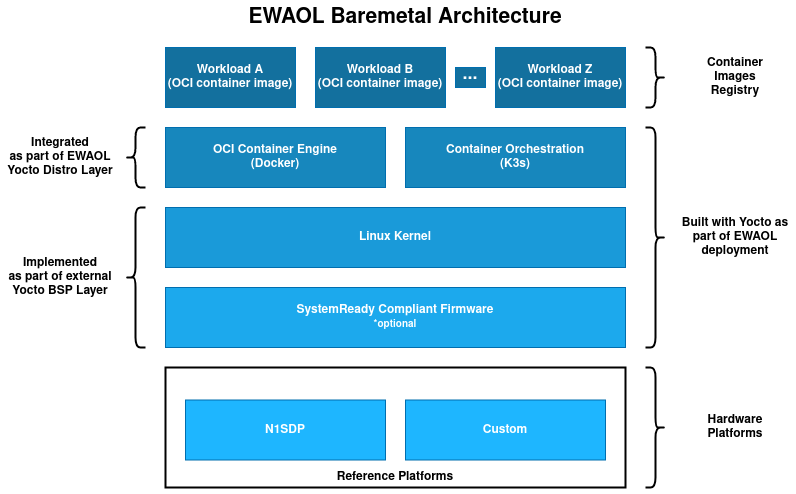 EWAOL Baremetal Architecture
Workload A
(OCI container image)
Workload B
(OCI container image)
...
Workload Z
(OCI container image)
Container
Images
Registry
Integrated
as part of EWAOL
Yocto Distro Layer
OCI Container Engine
(Docker)
Container Orchestration
(K3s)
Linux Kernel
Built with Yocto as
part of EWAOL
deployment
Implemented
as part of external
Yocto BSP Layer
SystemReady Compliant Firmware
*optional
N1SDP
Custom
Reference Platforms
Hardware
Platforms